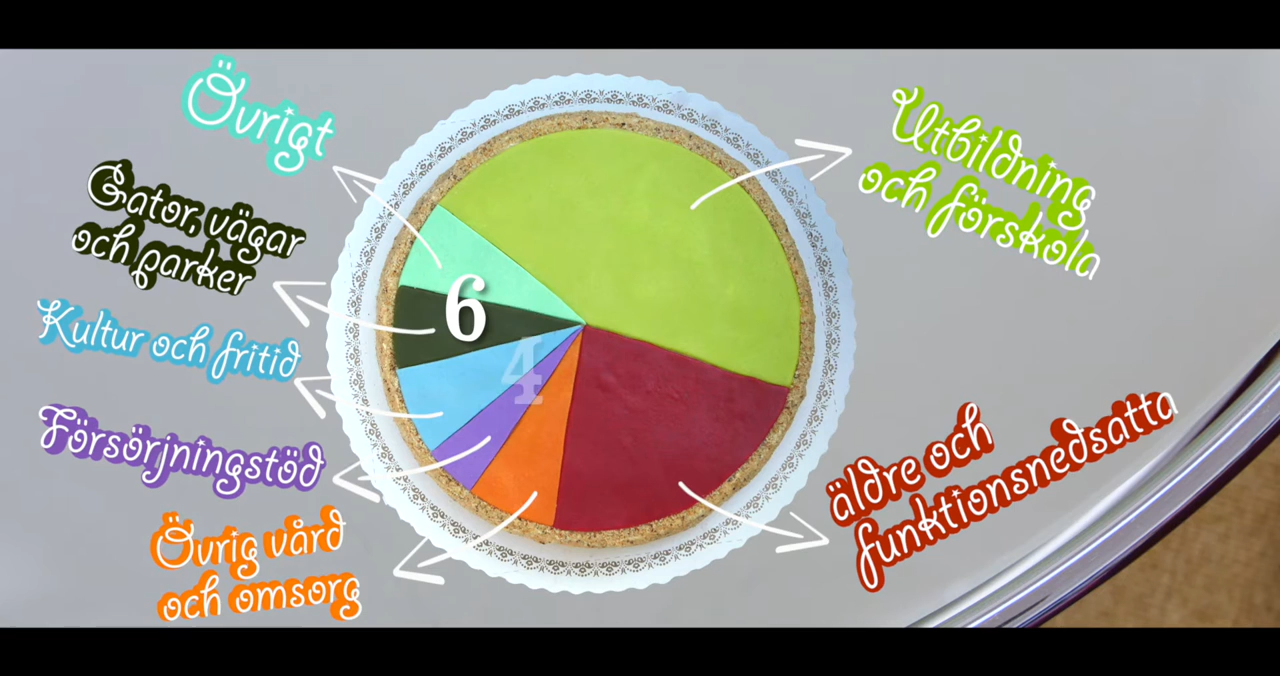 Övrigt
Gator, vägar
och parker
Kultur och fritid
Försörjningstöd
Övrig vård
och omsorg
6
4
Utbildning
och förskola
äldre och
funktionsnedsatta